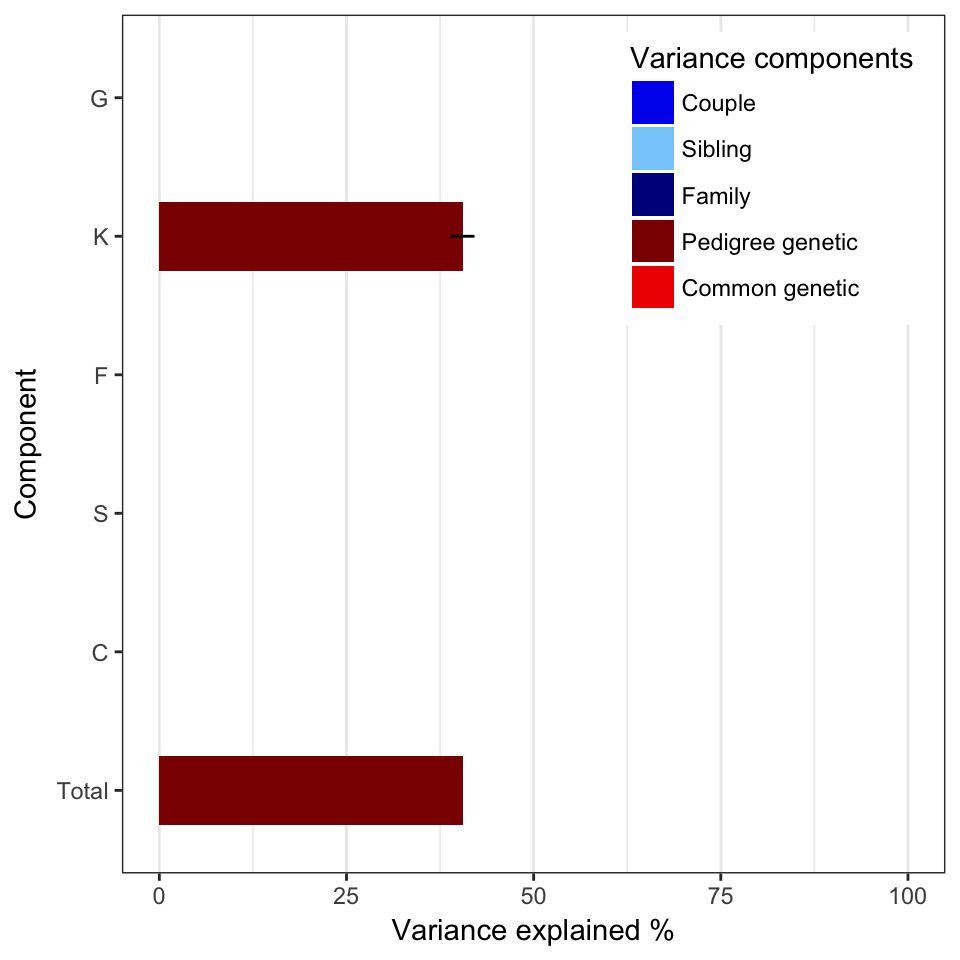 Variance components
Couple
Sibling
Family
Pedigree genetic
Common genetic
G
K
F
S
C
Total
Component
0 25 50 75 100
Variance explained %